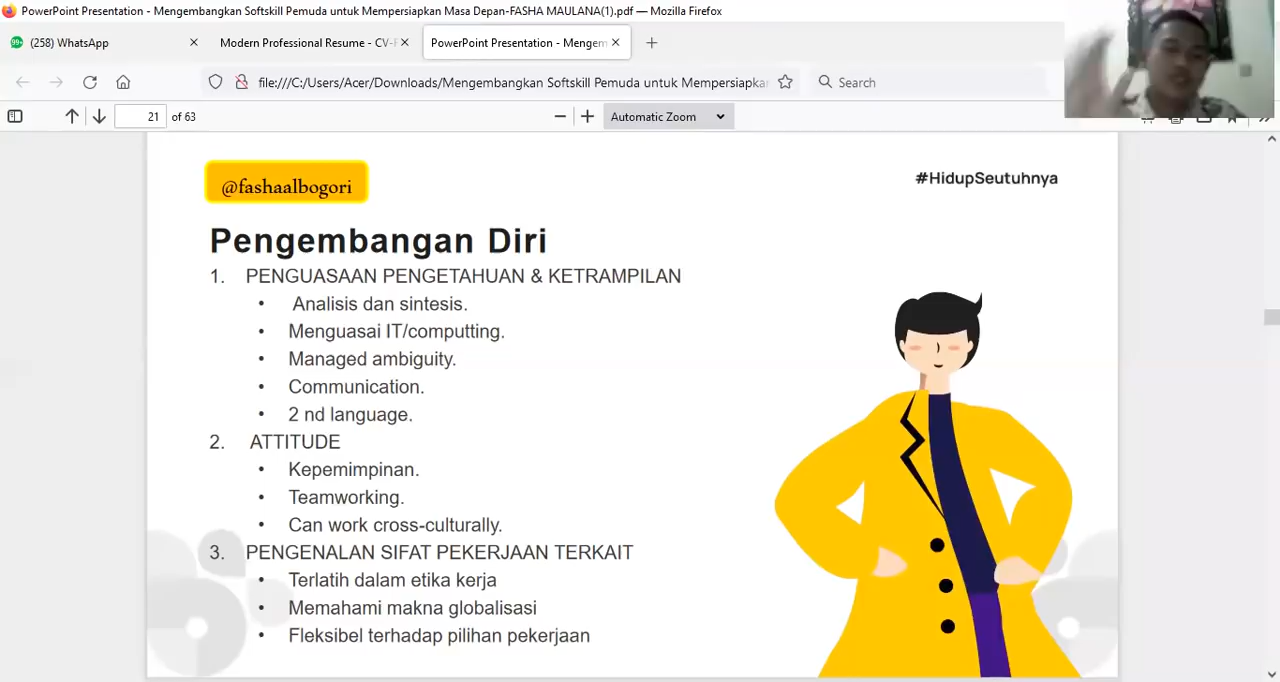 PowerPoint Presentation - Mengembangkan Softskill Pemuda untuk Mempersiapkan Masa Depan-FASHA MAULANA(1).pdf — Mozilla Firefox
99+ (258) WhatsApp
Modern Professional Resume - CV-F
PowerPoint Presentation - Mengem
file:///C:/Users/Acer/Downloads/Mengembangkan Softskill Pemuda untuk Mempersiapka
Search
21 of 63
Automatic Zoom
@fashaalbogori
#HidupSeutuhnya
Pengembangan Diri
1. PENGUASAAN PENGETAHUAN & KETRAMPILAN
• Analisis dan sintesis.
• Menguasai IT/computting.
• Managed ambiguity.
• Communication.
• 2 nd language.
2. ATTITUDE
• Kepemimpinan.
• Teamworking.
• Can work cross-culturally.
3. PENGENALAN SIFAT PEKERJAAN TERKAIT
• Terlatih dalam etika kerja
• Memahami makna globalisasi
• Fleksibel terhadap pilihan pekerjaan